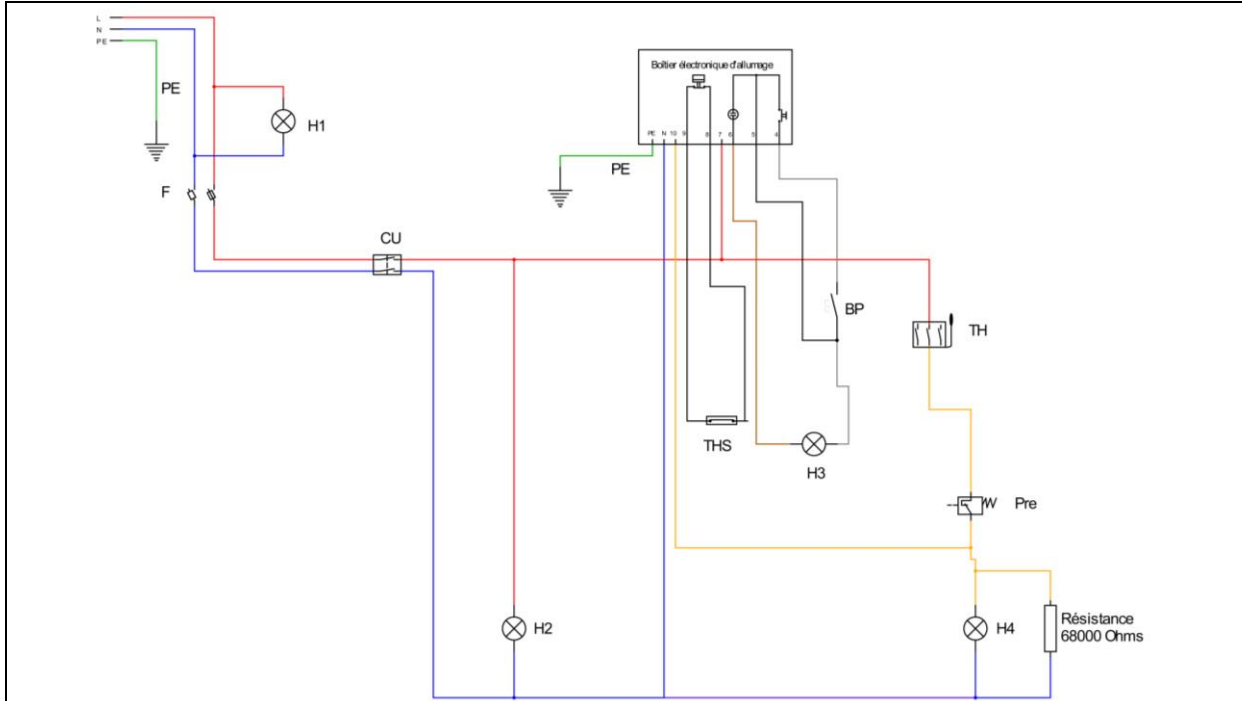 L
N
PE
PE
H1
F
CU
Boîtier électronique d'allumage
PE N 10 9 8 7 6 5 4
PE
BP
TH
THS
H3
Pre
H2
H4
Résistance
68000 Ohms